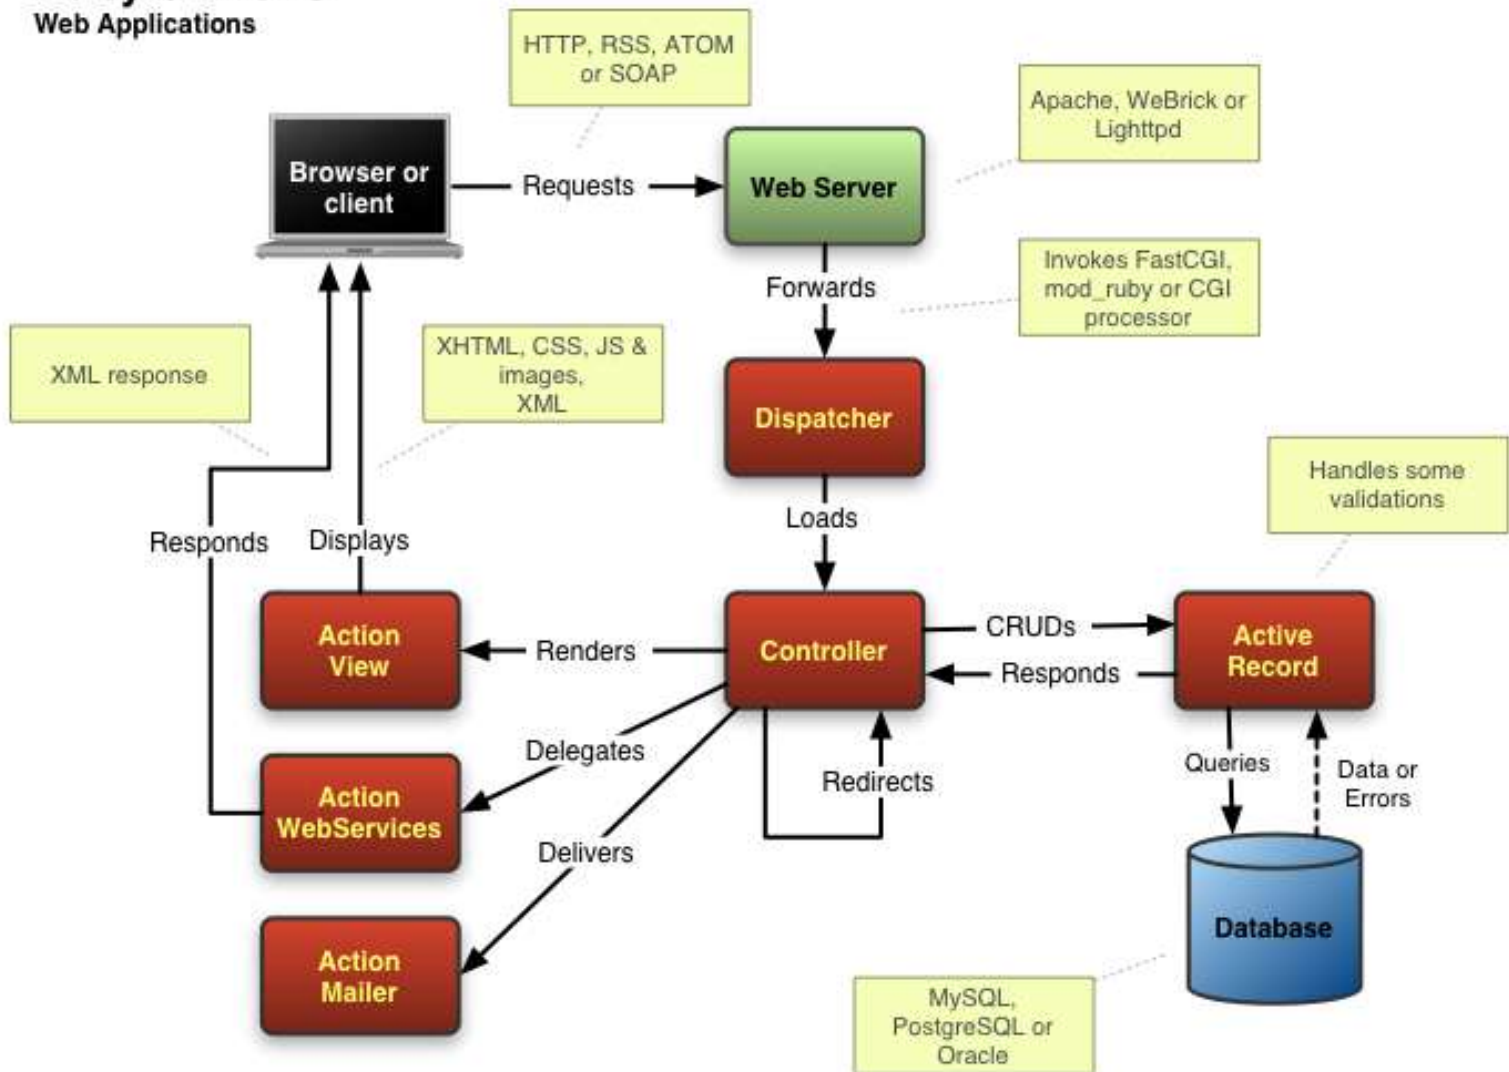 Web Applications
HTTP, RSS, ATOM
or SOAP
Apache, WeBrick or
Lighttpd
Browser or
client
Requests
Web Server
Forwards
Invokes FastCGI,
mod_ruby or CGI
processor
XML response
XHTML, CSS, JS &
images,
XML
Dispatcher
Handles some
validations
Loads
Responds
Displays
Action
View
Renders
Controller
CRUDs
Responds
Active
Record
Delegates
Redirects
Queries
Data or
Errors
Action
WebServices
Delivers
Action
Mailer
Database
MySQL,
PostgreSQL or
Oracle